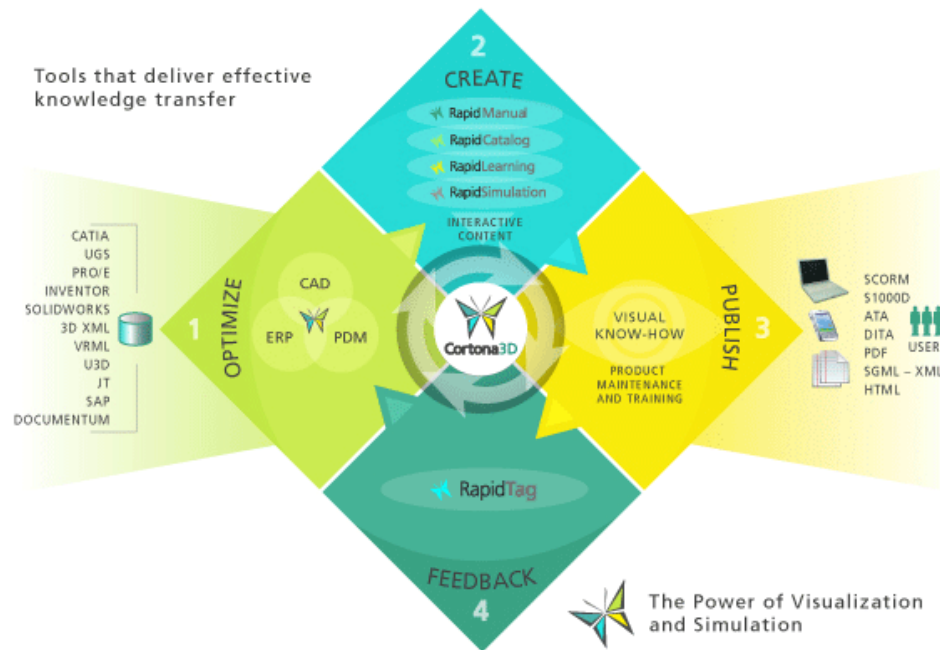 Tools that deliver effective
knowledge transfer
2
CREATE
RapidManual
RapidCatalog
RapidLearning
RapidSimulation
INTERACTIVE
CONTENT
CATIA
UGS
PRO/E
INVENTOR
SOLIDWORKS
3D XML
VRML
U3D
JT
SAP
DOCUMENTUM
1
OPTIMIZE
CAD
ERP
PDM
Cortona3D
VISUAL
KNOW-HOW
PRODUCT
MAINTENANCE
AND TRAINING
PUBLISH
3
SCORM
S1000D
ATA
DITA
PDF
SGML – XML
HTML
USER
RapidTag
FEEDBACK
4
The Power of Visualization
and Simulation